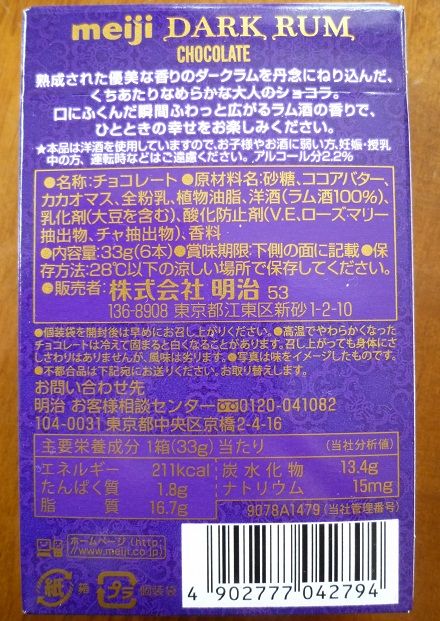 meiji DARK RUM
CHOCOLATE
熟成された優美な香りのダークラムを丹念にねり込んだ、
くちあたりなめらかな大人のショコラ。
口にふくんだ瞬間ふわっと広がるラム酒の香りで、
ひとときの幸せをお楽しみください。
★本品は洋酒を使用していますので、お子様やお酒に弱い方、妊娠・授乳
中の方、運転時などはご遠慮ください。アルコール分2.2%
●名称:チョコレート ●原材料名:砂糖、ココアバター、
カカオマス、全粉乳、植物油脂、洋酒(ラム酒100%)、
乳化剤(大豆を含む)、酸化防止剤(V.E、ローズマリー
抽出物、チャ抽出物)、香料
●内容量:33g(6本) ●賞味期限:下側の面に記載 ●保
存方法:28℃以下の涼しい場所で保存してください。
●販売者:株式会社 明治 53
136-8908 東京都江東区新砂1-2-10
●個装袋を開封後は早めにお召し上がりください。●高温でやわらかくなった
チョコレートは冷えて固まると白くなることがあります。召し上がっても身体にさ
しさわりはありませんが、風味は劣ります。●写真は味をイメージしたものです。
●不都合品は下記宛にお送りください。お取り替えします。
お問い合わせ先
明治 お客様相談センター 0120-041082
104-0031 東京都中央区京橋2-4-16
主要栄養成分 1箱(33g)当たり (当社分析値)
エネルギー 211kcal 炭水化物 13.4g
たんぱく質 1.8g ナトリウム 15mg
脂質 16.7g 9078A1479(当社管理番号)
ホームページ(http:
//www.meiji.co.jp)
紙 箱 プラ 個装袋
4 902777 042794